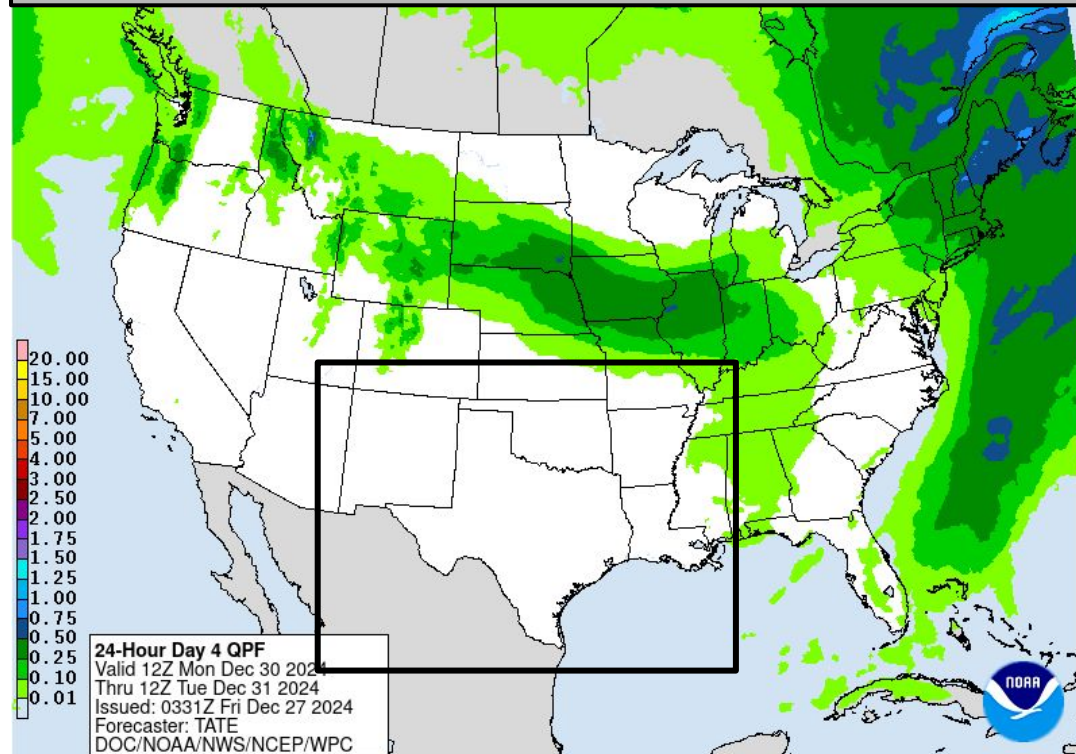 20.00
15.00
10.00
7.00
5.00
4.00
3.00
2.50
2.00
1.75
1.50
1.25
1.00
0.75
0.50
0.25
0.10
0.01
24-Hour Day 4 QPF
Valid 12Z Mon Dec 30 2024
Thru 12Z Tue Dec 31 2024
Issued: 0331Z Fri Dec 27 2024
Forecaster: TATE
DOC/NOAA/NWS/NCEP/WPC
NOAA